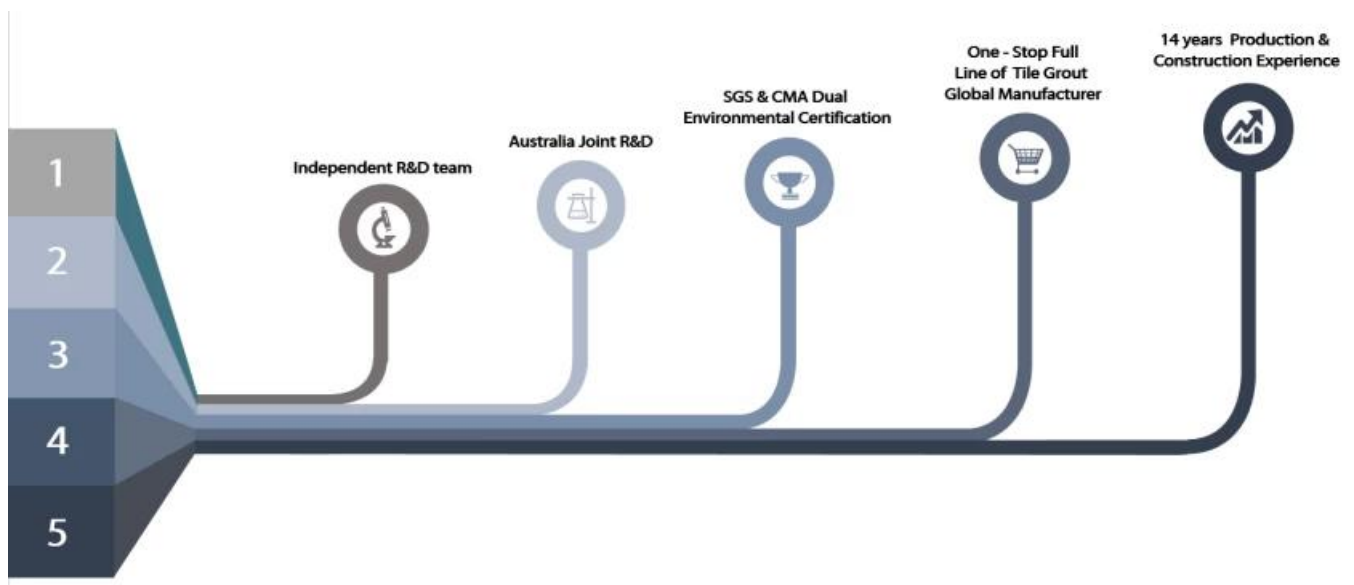 1
2
3
4
5
Independent R&D team
Australia Joint R&D
SGS & CMA Dual
Environmental Certification
One - Stop Full
Line of Tile Grout
Global Manufacturer
14 years Production &
Construction Experience